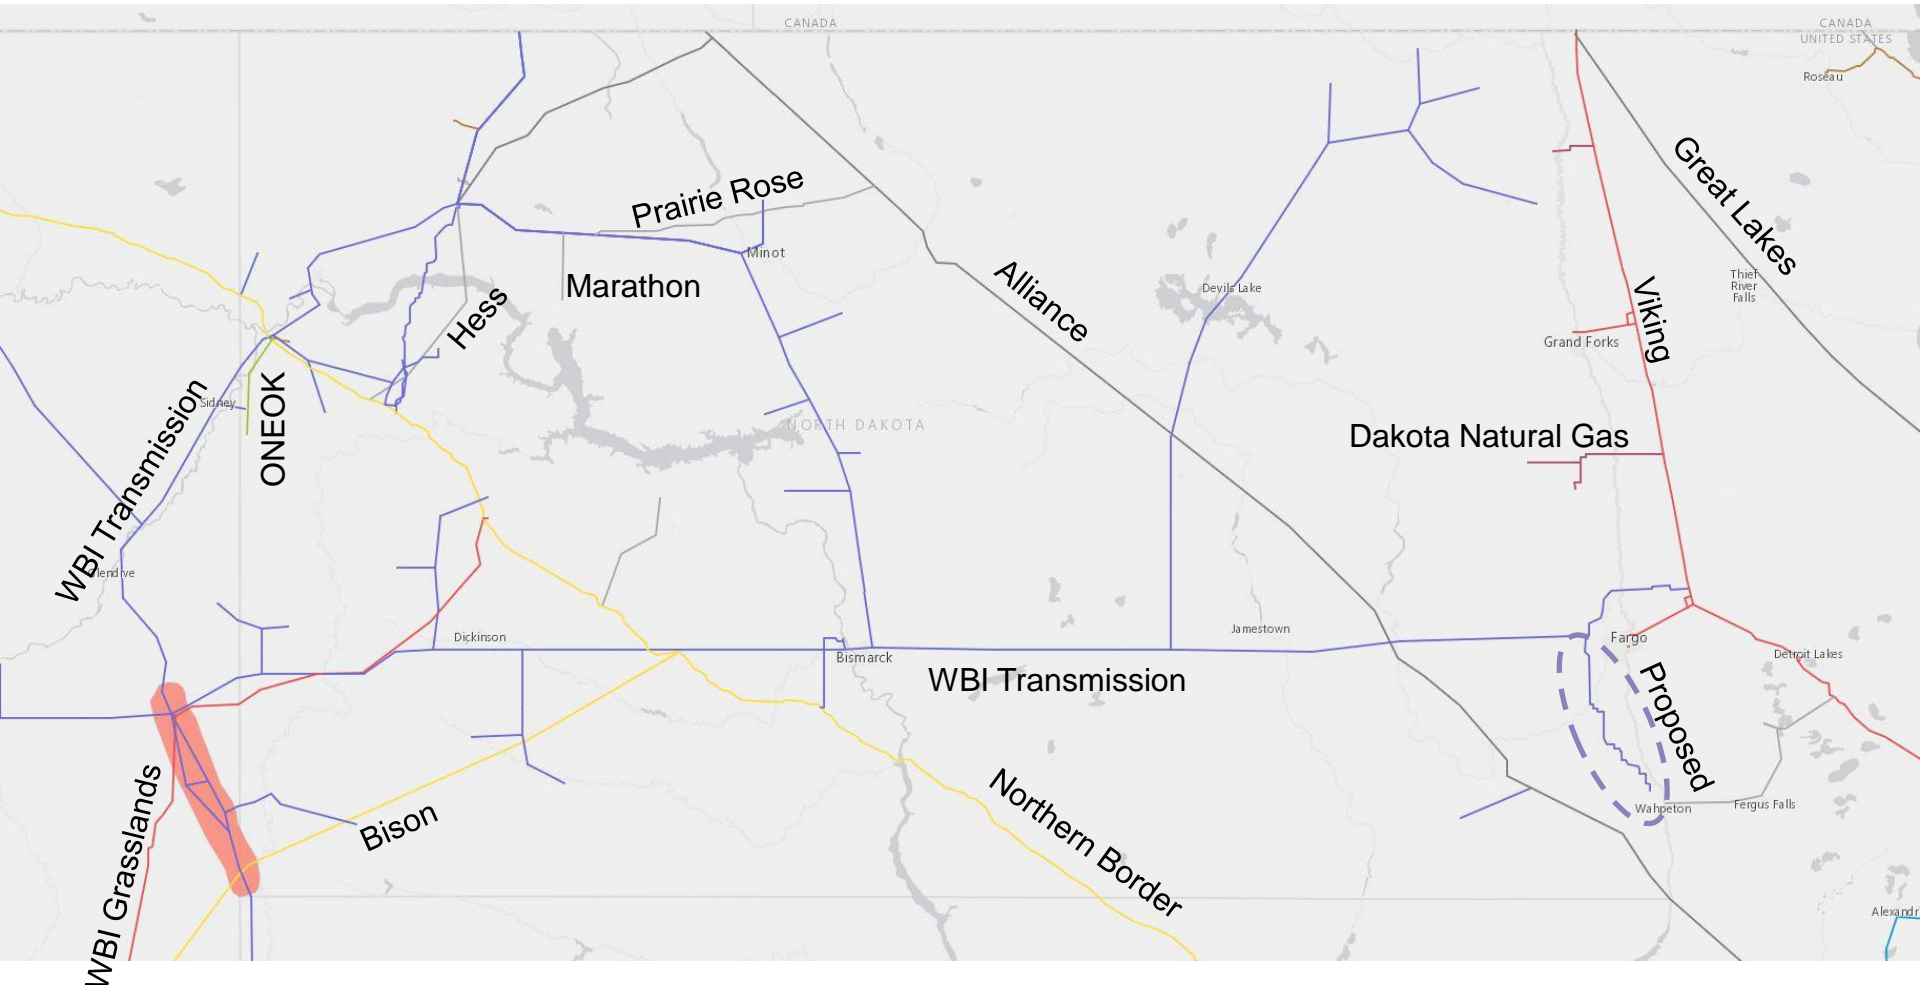 CANADA
CANADA
UNITED STATES
Roseau
Prairie Rose
Great Lakes
Minot
Marathon
Hess
Alliance
Devils Lake
Thief
River
Falls
Viking
Grand Forks
WBI Transmission
Sidney
ONEOK
NORTH DAKOTA
Dakota Natural Gas
Glendive
Dickinson
Bismarck
Jamestown
Fargo
Detroit Lakes
WBI Transmission
Proposed
WBI Grasslands
Bison
Northern Border
Wahpeton
Fergus Falls
Alexandr